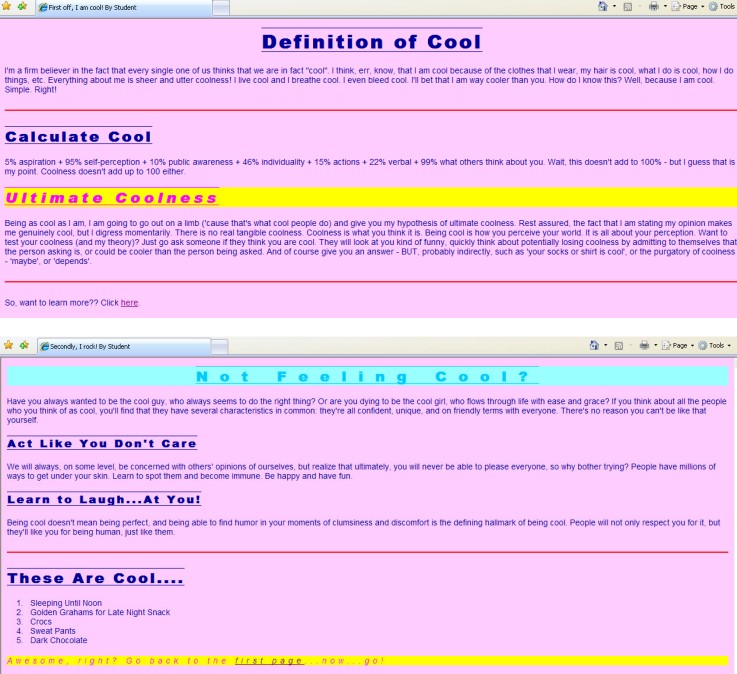 First off, I am cool! By Student
Page
Tools
Definition of Cool
I'm a firm believer in the fact that every single one of us thinks that we are in fact "cool". I think, err, know, that I am cool because of the clothes that I wear, my hair is cool, what I do is cool, how I do
things, etc. Everything about me is sheer and utter coolness! I live cool and I breathe cool. I even bleed cool. I'll bet that I am way cooler than you. How do I know this? Well, because I am cool.
Simple. Right!
Calculate Cool
5% aspiration + 95% self-perception + 10% public awareness + 46% individuality + 15% actions + 22% verbal + 99% what others think about you. Wait, this doesn't add to 100% - but I guess that is
my point. Coolness doesn't add up to 100 either.
Ultimate Coolness
Being as cool as I am, I am going to go out on a limb ('cause that's what cool people do) and give you my hypothesis of ultimate coolness. Rest assured, the fact that I am stating my opinion makes
me genuinely cool, but I digress momentarily. There is no real tangible coolness. Coolness is what you think it is. Being cool is how you perceive your world. It is all about your perception. Want to
test your coolness (and my theory)? Just go ask someone if they think you are cool. They will look at you kind of funny, quickly think about potentially losing coolness by admitting to themselves that
the person asking is, or could be cooler than the person being asked. And of course give you an answer - BUT, probably indirectly, such as 'your socks or shirt is cool', or the purgatory of coolness
- 'maybe', or 'depends'.
So, want to learn more?? Click here.
Secondly, I rock! By Student
Page
Tools
Not Feeling Cool?
Have you always wanted to be the cool guy, who always seems to do the right thing? Or are you dying to be the cool girl, who flows through life with ease and grace? If you think about all the people
who you think of as cool, you'll find that they have several characteristics in common: they're all confident, unique, and on friendly terms with everyone. There's no reason you can't be like that
yourself.
Act Like You Don't Care
We will always, on some level, be concerned with others' opinions of ourselves, but realize that ultimately, you will never be able to please everyone, so why bother trying? People have millions of
ways to get under your skin. Learn to spot them and become immune. Be happy and have fun.
Learn to Laugh...At You!
Being cool doesn't mean being perfect, and being able to find humor in your moments of clumsiness and discomfort is the defining hallmark of being cool. People will not only respect you for it, but
they'll like you for being human, just like them.
These Are Cool....
1. Sleeping Until Noon
2. Golden Grahams for Late Night Snack
3. Crocs
4. Sweat Pants
5. Dark Chocolate
Awesome, right? Go back to the first page...now...go!